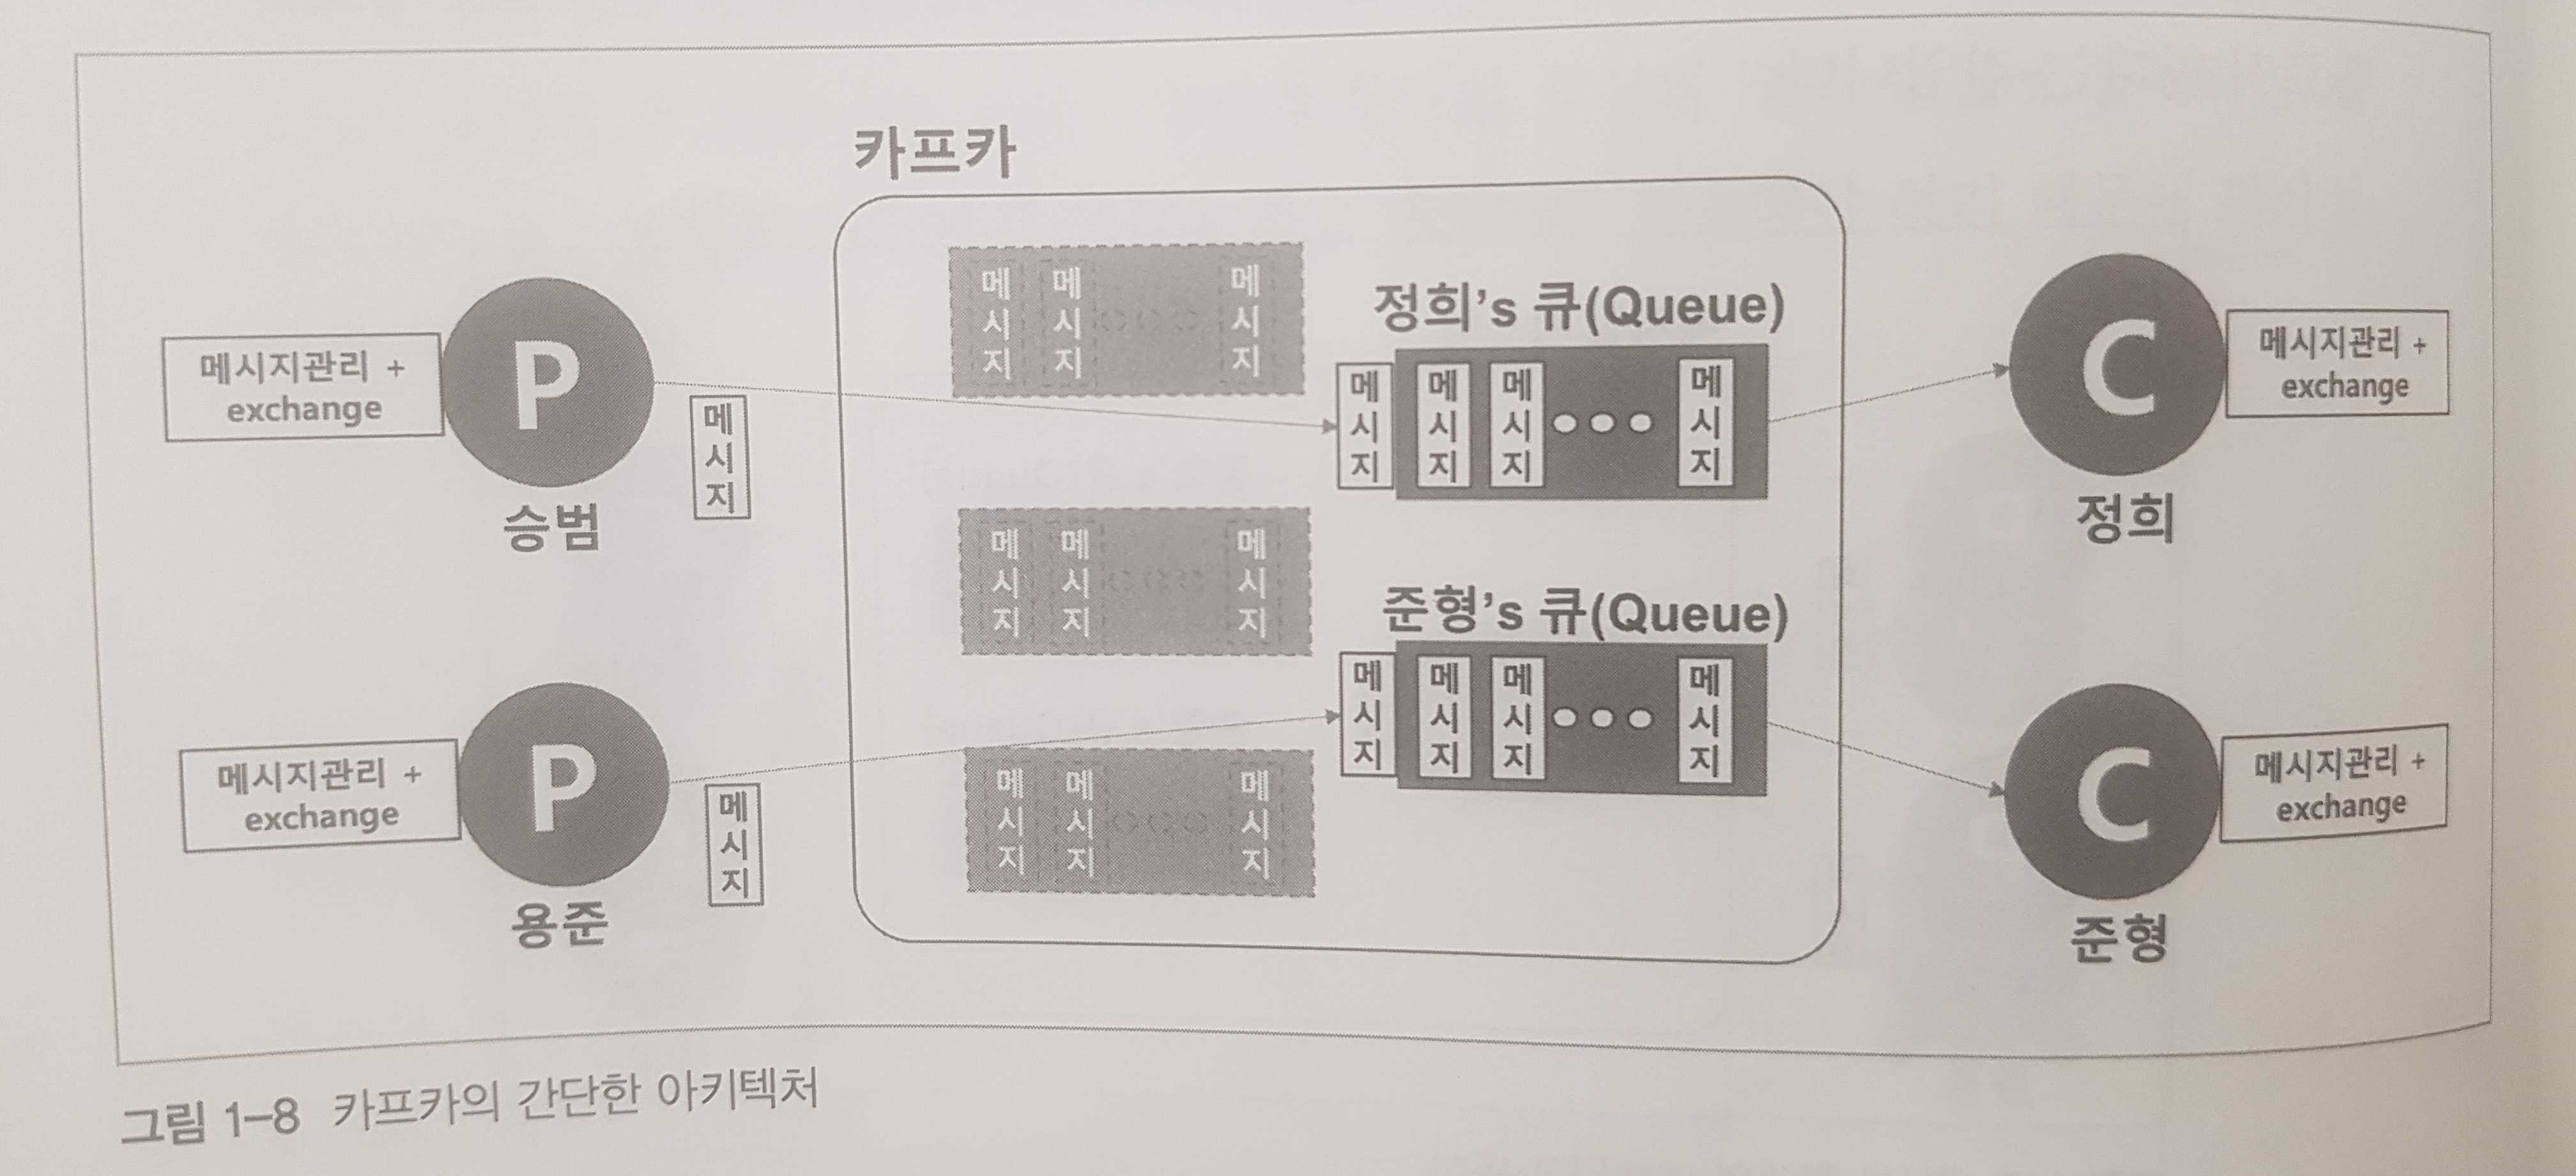 카프카
메시지관리 +
exchange
P
승범
메시지
메시지
메시지
메시지
정희's 큐(Queue)
메시지
메시지
메시지
메시지
C
정희
메시지관리 +
exchange
메시지
메시지
메시지
메시지관리 +
exchange
P
용준
메시지
메시지
메시지
메시지
준형's 큐(Queue)
메시지
메시지
메시지
메시지
C
준형
메시지관리 +
exchange
그림 1-8 카프카의 간단한 아키텍처